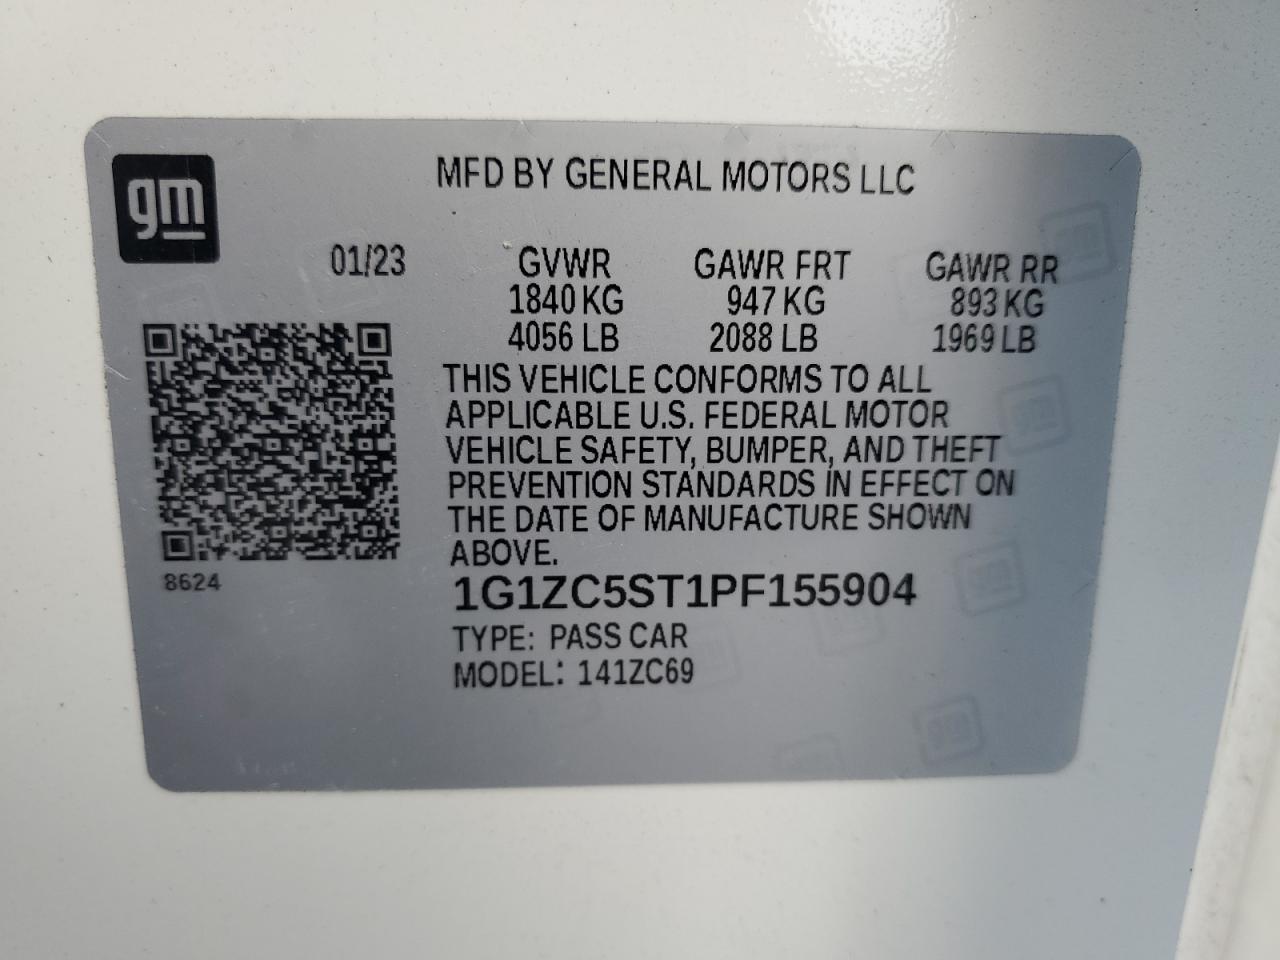 gm
MFD BY GENERAL MOTORS LLC
01/23 GVWR GAWR FRT GAWR RR
1840 KG 947 KG 893 KG
4056 LB 2088 LB 1969 LB
THIS VEHICLE CONFORMS TO ALL
APPLICABLE U.S. FEDERAL MOTOR
VEHICLE SAFETY, BUMPER, AND THEFT
PREVENTION STANDARDS IN EFFECT ON
THE DATE OF MANUFACTURE SHOWN
ABOVE.
8624
1G1ZC5ST1PF155904
TYPE: PASS CAR
MODEL: 141ZC69